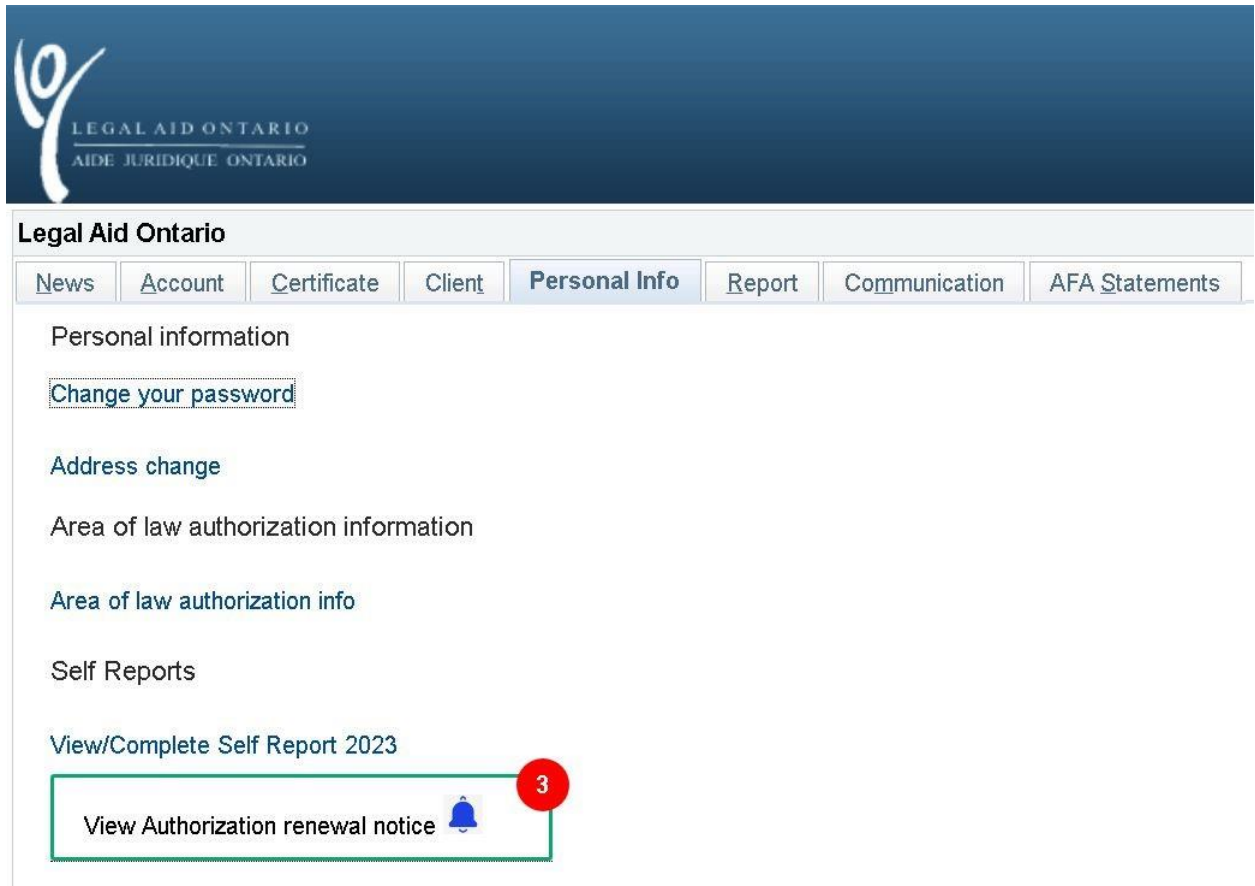 LEGAL AID ONTARIO
AIDE JURIDIQUE ONTARIO
Legal Aid Ontario
News Account Certificate Client Personal Info Report Communication AFA Statements
Personal information
Change your password
Address change
Area of law authorization information
Area of law authorization info
Self Reports
View/Complete Self Report 2023
3
View Authorization renewal notice